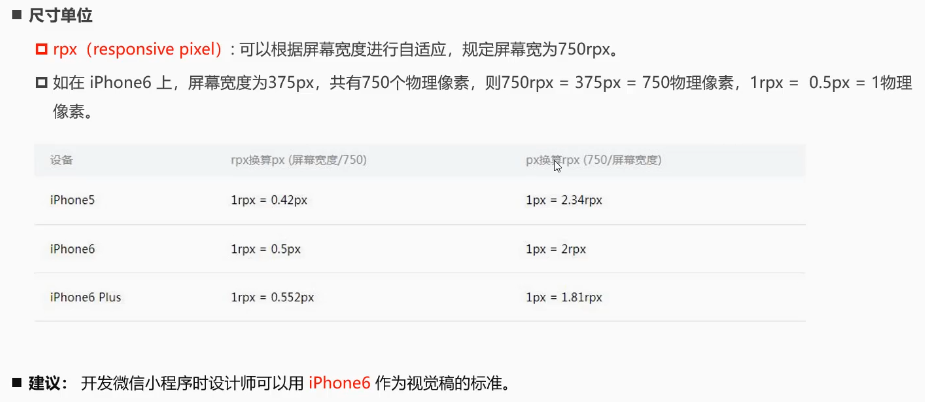 尺寸单位
rpx（responsive pixel）: 可以根据屏幕宽度进行自适应，规定屏幕宽为750rpx。
如在 iPhone6 上，屏幕宽度为375px，共有750个物理像素，则750rpx = 375px = 750物理像素，1rpx = 0.5px = 1物理
像素。
设备 rpx换算px (屏幕宽度/750) px换算rpx (750/屏幕宽度)
iPhone5 1rpx = 0.42px 1px = 2.34rpx
iPhone6 1rpx = 0.5px 1px = 2rpx
iPhone6 Plus 1rpx = 0.552px 1px = 1.81rpx
建议： 开发微信小程序时设计师可以用 iPhone6 作为视觉稿的标准。